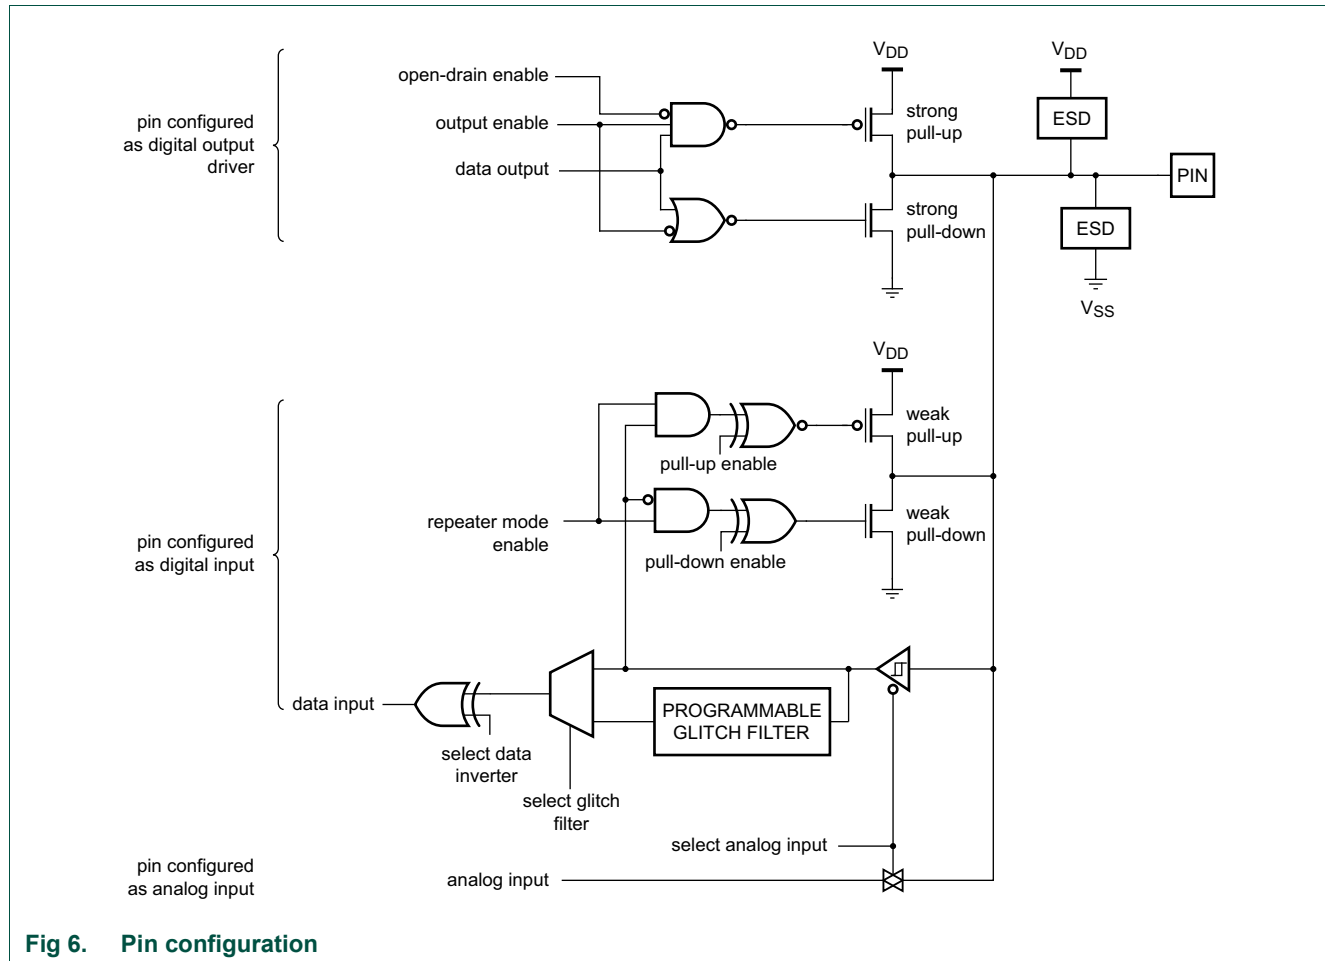 VDD
VDD
open-drain enable
strong
pull-up
ESD
pin configured
as digital output
driver
output enable
data output
PIN
strong
pull-down
ESD
VSS
VDD
weak
pull-up
pull-up enable
repeater mode
enable
weak
pull-down
pin configured
as digital input
pull-down enable
data input
PROGRAMMABLE
GLITCH FILTER
select data
inverter
select glitch
filter
select analog input
pin configured
as analog input
analog input
Fig 6. Pin configuration